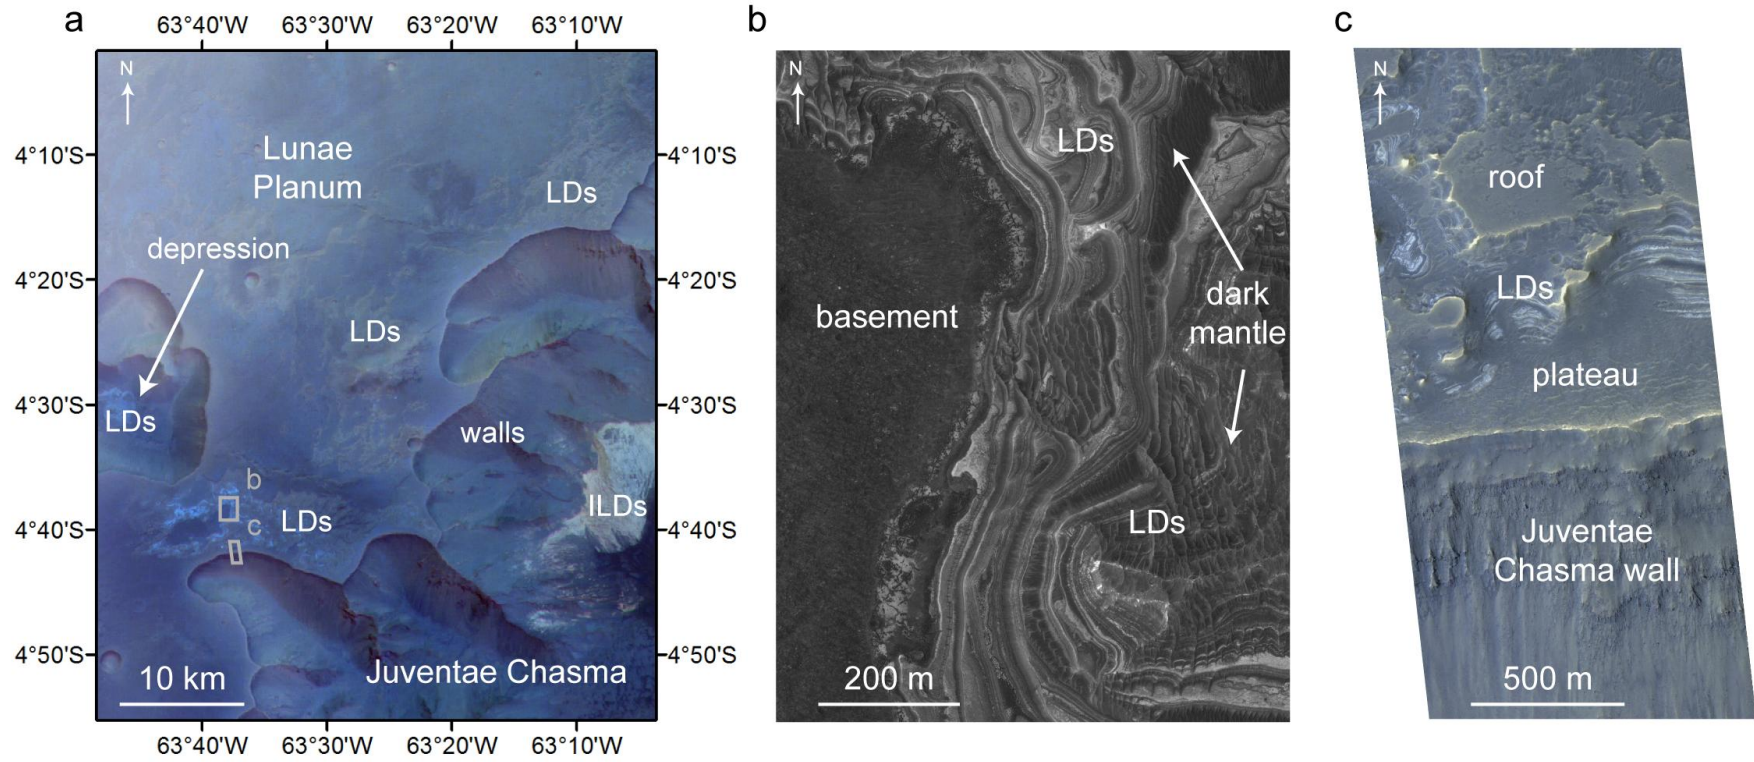 a
63°40'W 63°30'W 63°20'W 63°10'W
N
4°10'S
4°20'S
4°30'S
4°40'S
4°50'S
Lunae
Planum
LDs
depression
LDs
LDs
walls
b
c
LDs
ILDs
Juventae Chasma
10 km
4°10'S
4°20'S
4°30'S
4°40'S
4°50'S
63°40'W 63°30'W 63°20'W 63°10'W
b
N
LDs
basement
dark
mantle
LDs
200 m
c
N
roof
LDs
plateau
Juventae
Chasma wall
500 m